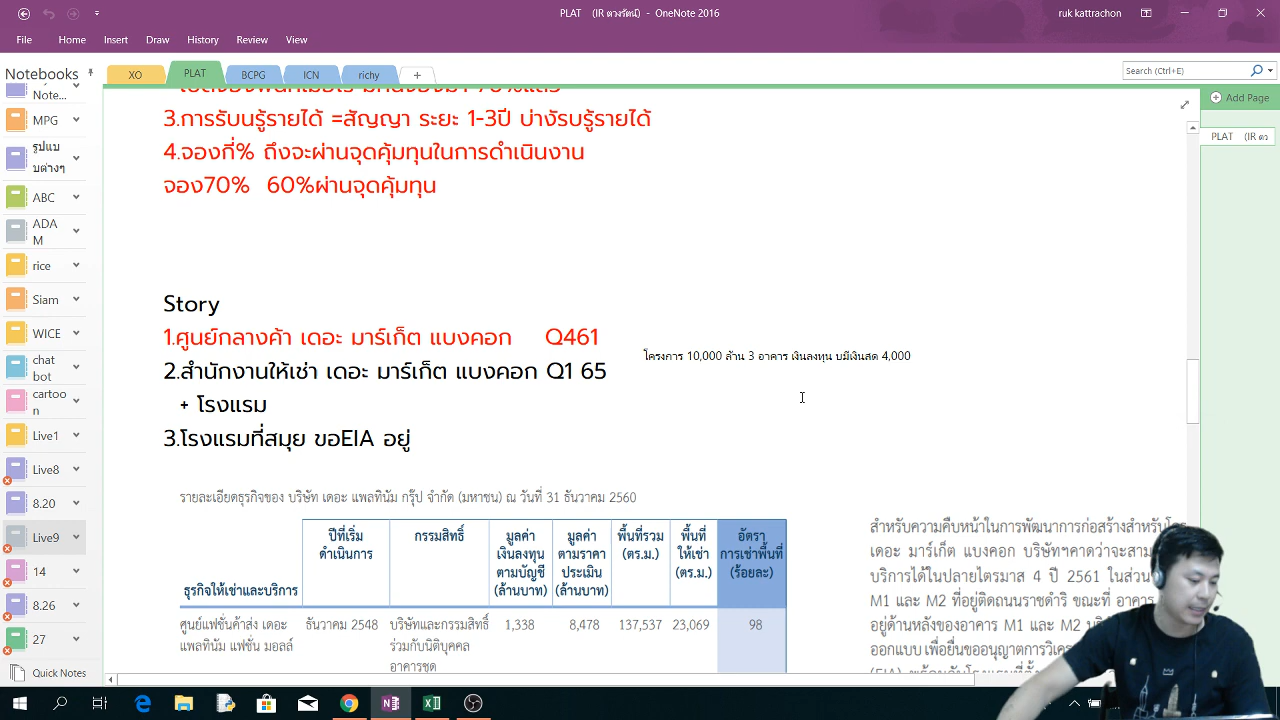 PLAT (IR ดวงรัตน์) - OneNote 2016
ruk kattrachon
File Home Insert Draw History Review View
Notebooks
XO PLAT BCPG ICN richy +
Search (Ctrl+E)
Add Page
PLAT (IR ดว
Note...
MPG
รูปแบ
บต่างๆ
ABC
ADA
M
rice
Siam
WICE
chat
bot
cartoo
n
Live1
Live8
8.20
Live9
14
8.26
27
Quick Notes
3.การรับนรู้รายได้ =สัญญา ระยะ 1-3ปี บ่างัรบรู้รายได้
4.จองกี่% ถึงจะผ่านจุดคุ้มทุนในการดำเนินงาน
จอง70% 60%ผ่านจุดคุ้มทุน
Story
1.ศูนย์กลางค้า เดอะ มาร์เก็ต แบงคอก Q461
โครงการ 10,000 ล้าน 3 อาคาร เงินลงทุน บมีเงินสด 4,000
2.สำนักงานให้เช่า เดอะ มาร์เก็ต แบงคอก Q1 65
+ โรงแรม
3.โรงแรมที่สมุย ขอEIA อยู่
รายละเอียดธุรกิจของ บริษัท เดอะ แพลทินัม กรุ๊ป จำกัด (มหาชน) ณ วันที่ 31 ธันวาคม 2560
ธุรกิจให้เช่าและบริการ
ปีที่เริ่ม
ดำเนินการ
กรรมสิทธิ์
มูลค่า
เงินลงทุน
ตามบัญชี
(ล้านบาท)
มูลค่า
ตามราคา
ประเมิน
(ล้านบาท)
พื้นที่รวม
(ตร.ม.)
พื้นที่
ให้เช่า
(ตร.ม.)
อัตรา
การเช่าพื้นที่
(ร้อยละ)
ศูนย์แฟชั่นค้าส่ง เดอะ
แพลทินัม แฟชั่น มอลล์
ธันวาคม 2548
บริษัทและกรรมสิทธิ์
ร่วมกับนิติบุคคล
อาคารชุด
1,338 8,478 137,537 23,069 98
สำหรับความคืบหน้าในการพัฒนาการก่อสร้างสำหรับ
เดอะ มาร์เก็ต แบงคอก บริษัทฯคาดว่าจะ
บริการได้ในปลายไตรมาส 4 ปี 2561 ในส่วน
M1 และ M2 ที่อยู่ติดถนนราชดำริ ขณะที่ อาคาร
อยู่ด้านหลังของอาคาร M1 และ M2
ออกแบบ เพื่อยื่นขออนุญาตการ